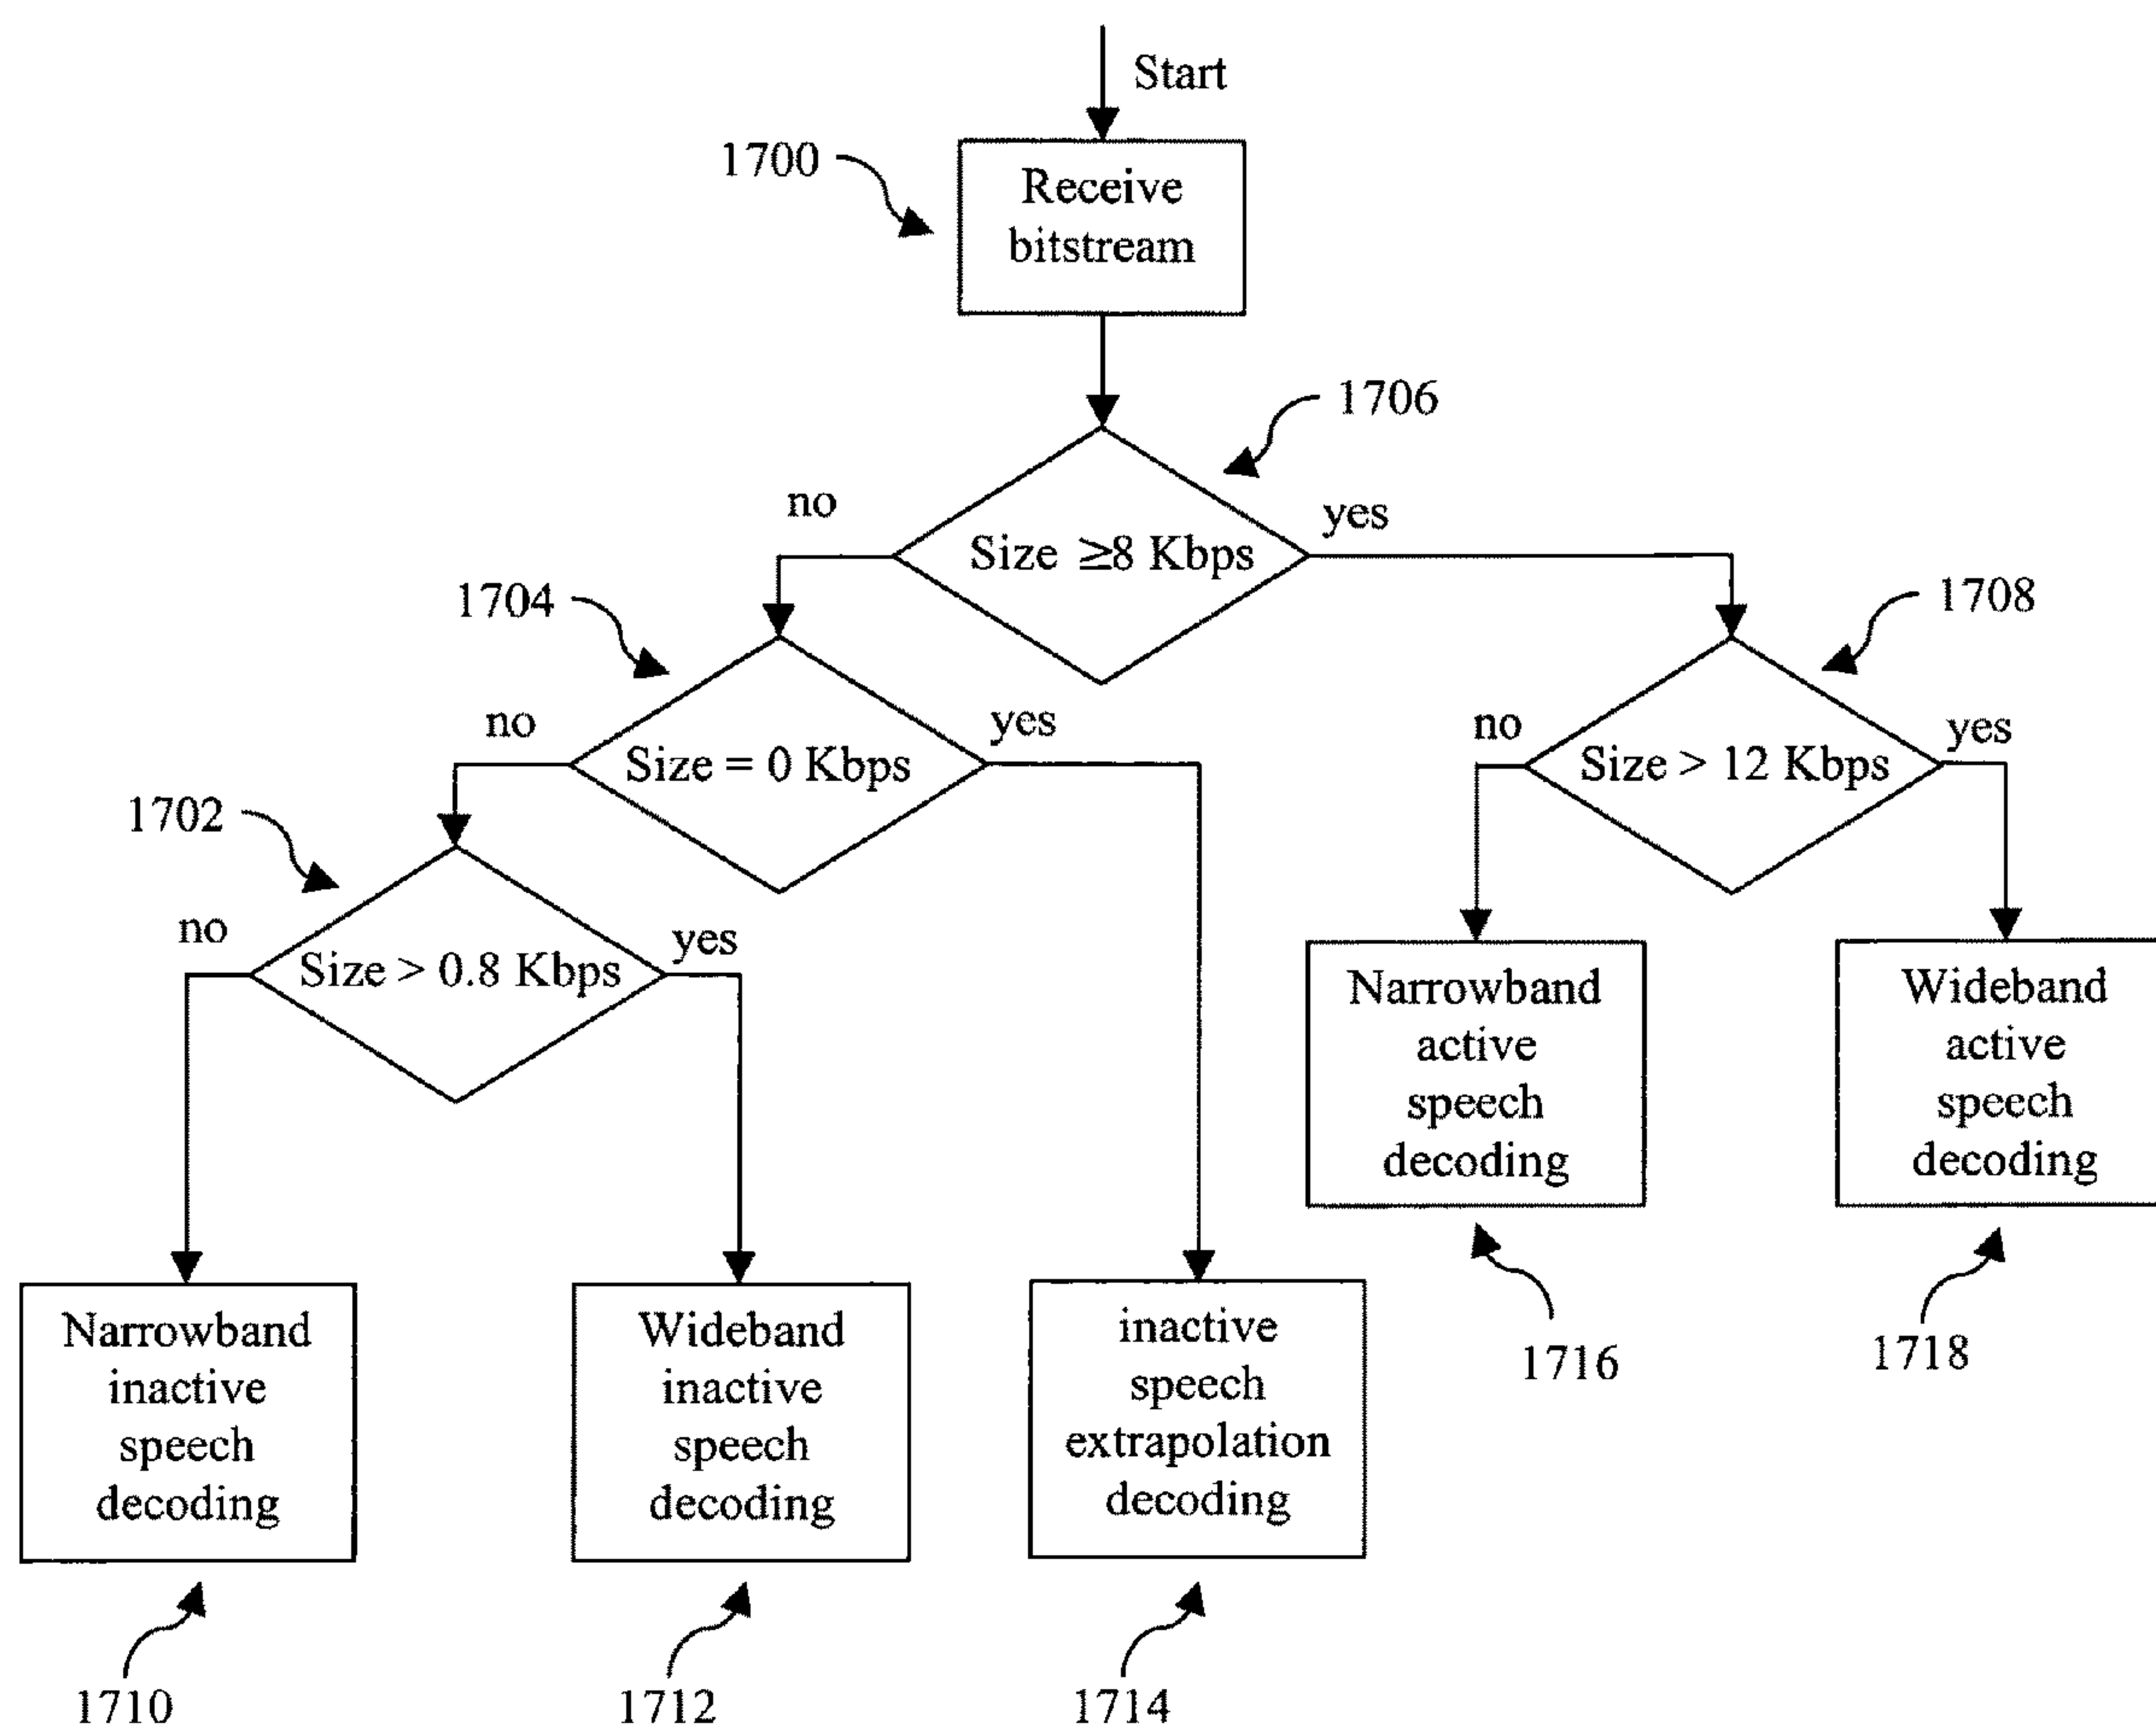 Start
1700
Receive
bitstream
1706
no
yes
Size ≥8 Kbps
1704
1708
no
yes
Size = 0 Kbps
no
yes
Size > 12 Kbps
1702
no
yes
Size > 0.8 Kbps
Narrowband
active
speech
decoding
Wideband
active
speech
decoding
1716
1718
Narrowband
inactive
speech
decoding
Wideband
inactive
speech
decoding
inactive
speech
extrapolation
decoding
1710
1712
1714